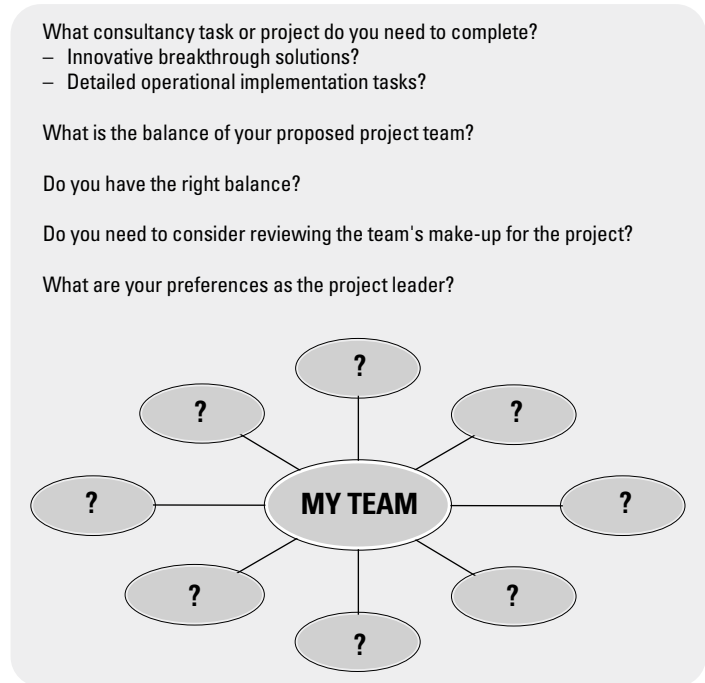 What consultancy task or project do you need to complete?
– Innovative breakthrough solutions?
– Detailed operational implementation tasks?
What is the balance of your proposed project team?
Do you have the right balance?
Do you need to consider reviewing the team's make-up for the project?
What are your preferences as the project leader?
?
?
?
?
MY TEAM
?
?
?
?